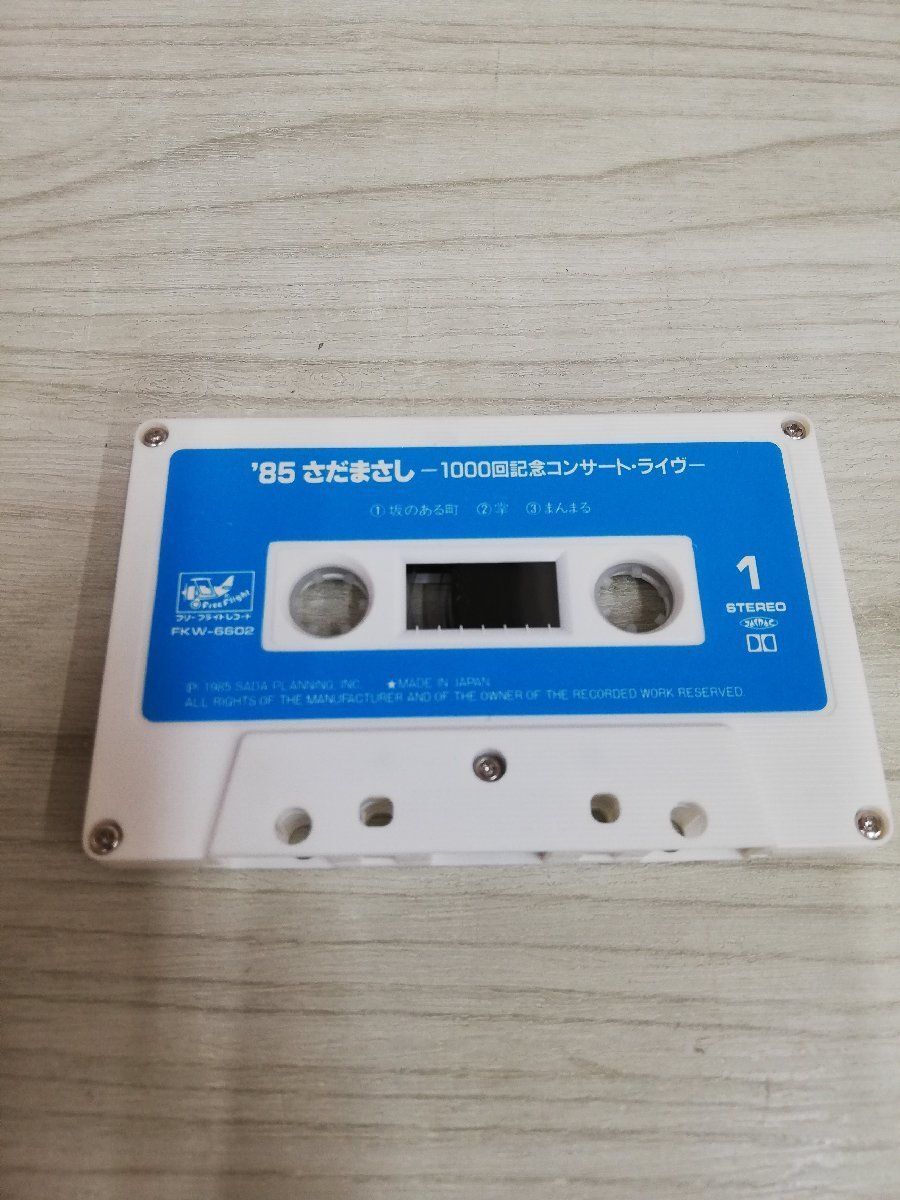 '85 さだまさし —1000回記念コンサート・ライヴ—
①坂のある町 ②掌 ③まんまる
1
STEREO
JASRAC
Free Flight
フリーフライトレコード
FKW-6602
Ⓟ 1985 SADA PLANNING INC. ★MADE IN JAPAN
ALL RIGHTS OF THE MANUFACTURER AND OF THE OWNER OF THE RECORDED WORK RESERVED.